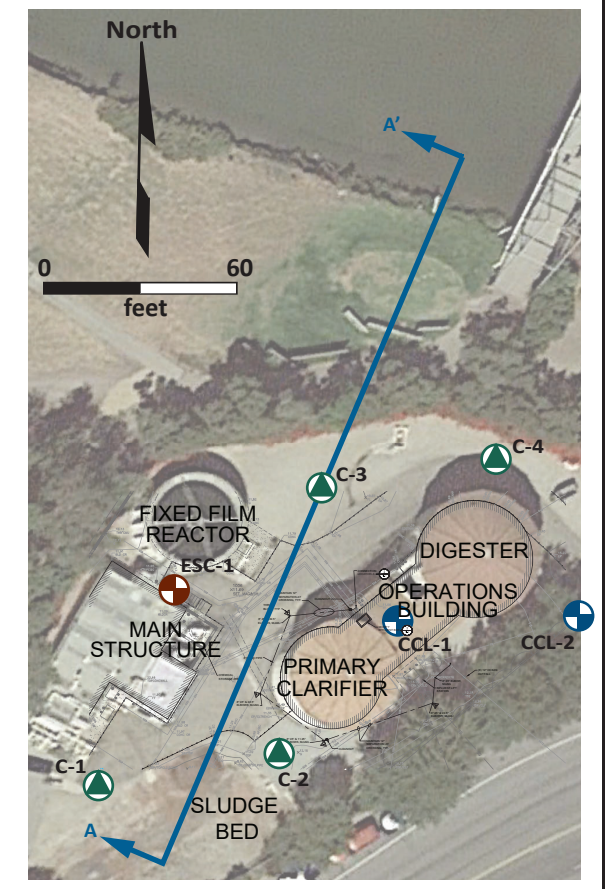 North
A'
0 60
feet
C-4
C-3
FIXED FILM
REACTOR
DIGESTER
ESC-1
OPERATIONS
BUILDING
MAIN
STRUCTURE
CCL-1
CCL-2
PRIMARY
CLARIFIER
C-1
C-2
SLUDGE
BED
A